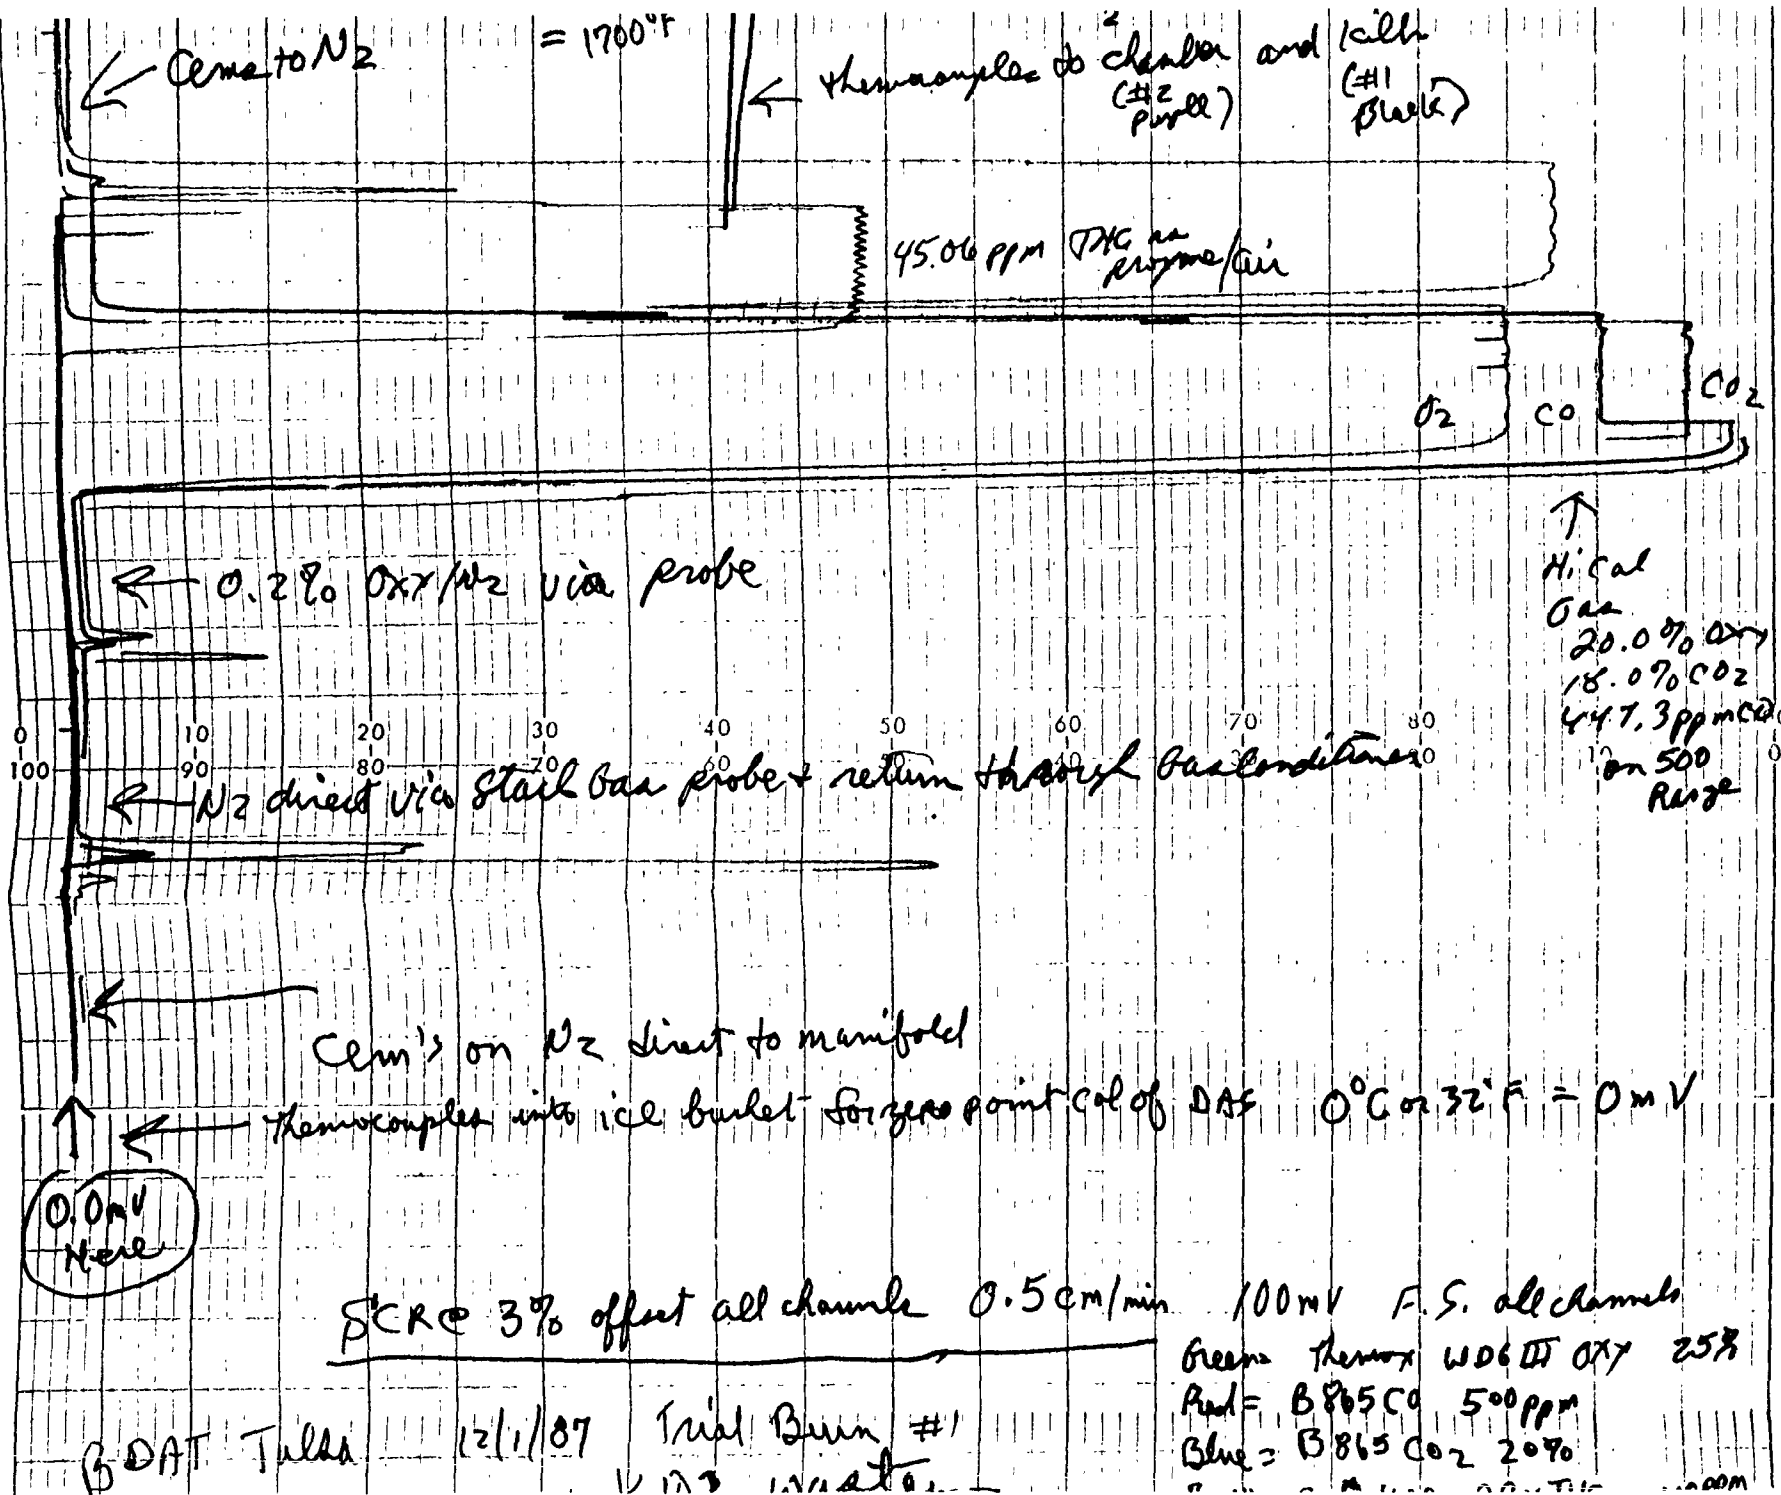 Cems to N2
= 1700°F
thermocouples to chamber and kiln
(#2 purple)
(#1 Black)
45.06 ppm THC as
propane/air
O2
CO
CO2
0.2% Oxy/N2 via probe
Hi Cal
Gas
20.0% Oxy
18.0% CO2
447.3 ppm CO
on 500
Range
0 10 20 30 40 50 60 70 80
100 90 80 70 60 0
N2 direct via Stack Gas probe + return through Gas Conditioner
Cem's on N2 direct to manifold
Thermocouples into ice bucket for zero point cal of DAS 0°C or 32°F = 0 mV
0.0mV
Here
SCR @ 3% offset all channels 0.5 cm/min 100 mV F.S. all channels
Green= Thermox WDG III OXY 25%
Red= B865 CO 500 ppm
Blue= B865 CO2 20%
BDAT Tulsa 12/1/87 Trial Burn #1